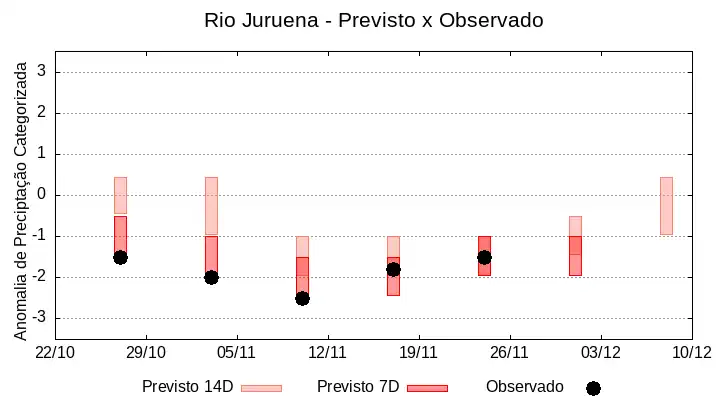 Rio Juruena - Previsto x Observado
Anomalia de Precipitação Categorizada
3
2
1
0
-1
-2
-3
22/10 29/10 05/11 12/11 19/11 26/11 03/12 10/12
Previsto 14D Previsto 7D Observado